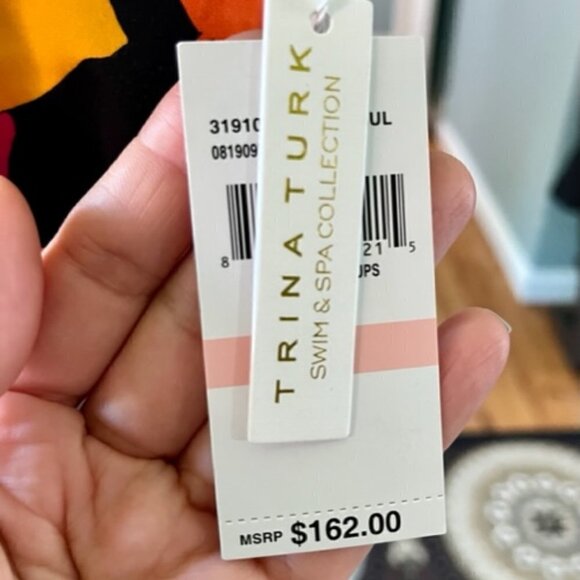 TRINA TURK
SWIM & SPA COLLECTION
31910 UL
081909
8 21 5
UPS
MSRP $162.00